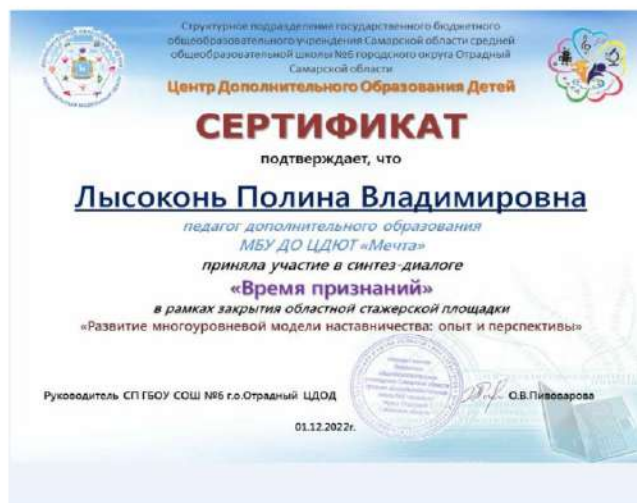 Структурное подразделение государственного бюджетного
общеобразовательного учреждения Самарской области средней
общеобразовательной школы №6 городского округа Отрадный
Самарской области
Центр Дополнительного Образования Детей
СЕРТИФИКАТ
подтверждает, что
Лысоконь Полина Владимировна
педагог дополнительного образования
МБУ ДО ЦДЮТ «Мечта»
приняла участие в синтез-диалоге
«Время признаний»
в рамках закрытия областной стажерской площадки
«Развитие многоуровневой модели наставничества: опыт и перспективы»
Руководитель СП ГБОУ СОШ №6 г.о.Отрадный ЦДОД О.В.Пивоварова
01.12.2022г.